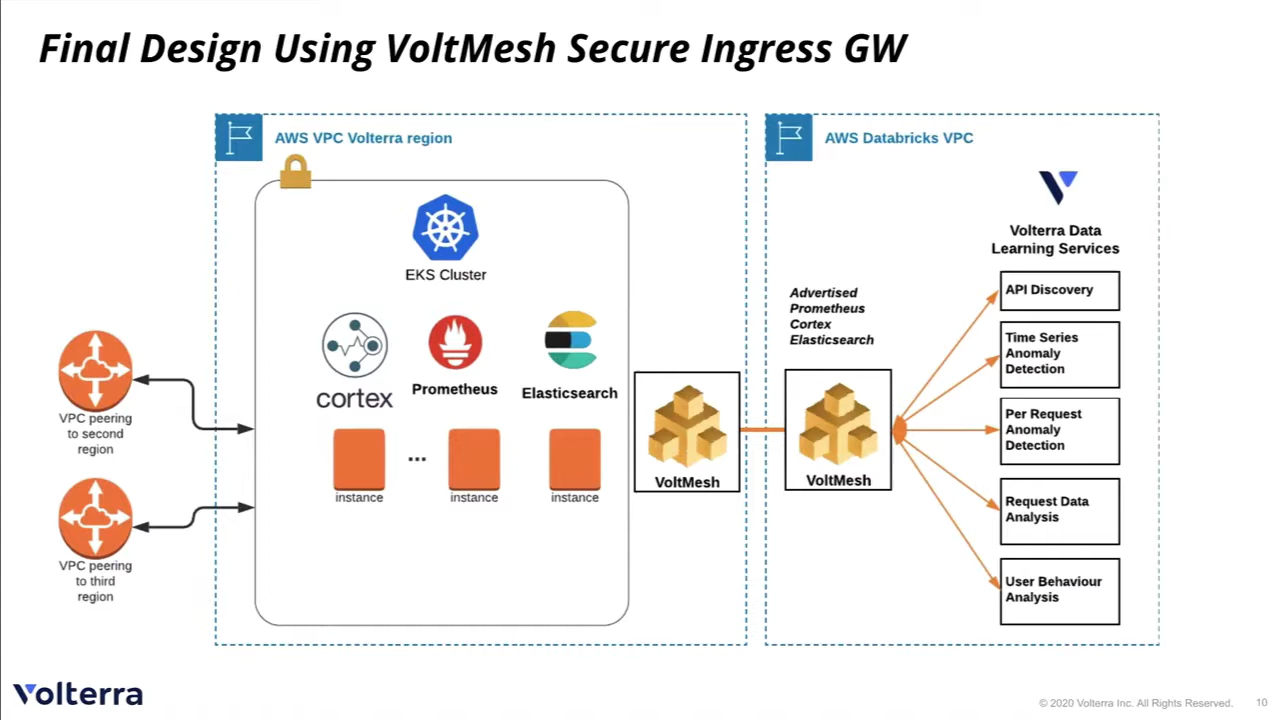 Final Design Using VoltMesh Secure Ingress GW
AWS VPC Volterra region
AWS Databricks VPC
EKS Cluster
cortex
Prometheus
Elasticsearch
...
instance
instance
instance
VPC peering
to second
region
VPC peering
to third
region
VoltMesh
Advertised
Prometheus
Cortex
Elasticsearch
VoltMesh
Volterra Data
Learning Services
API Discovery
Time Series
Anomaly
Detection
Per Request
Anomaly
Detection
Request Data
Analysis
User Behaviour
Analysis
Volterra
© 2020 Volterra Inc. All Rights Reserved.
10